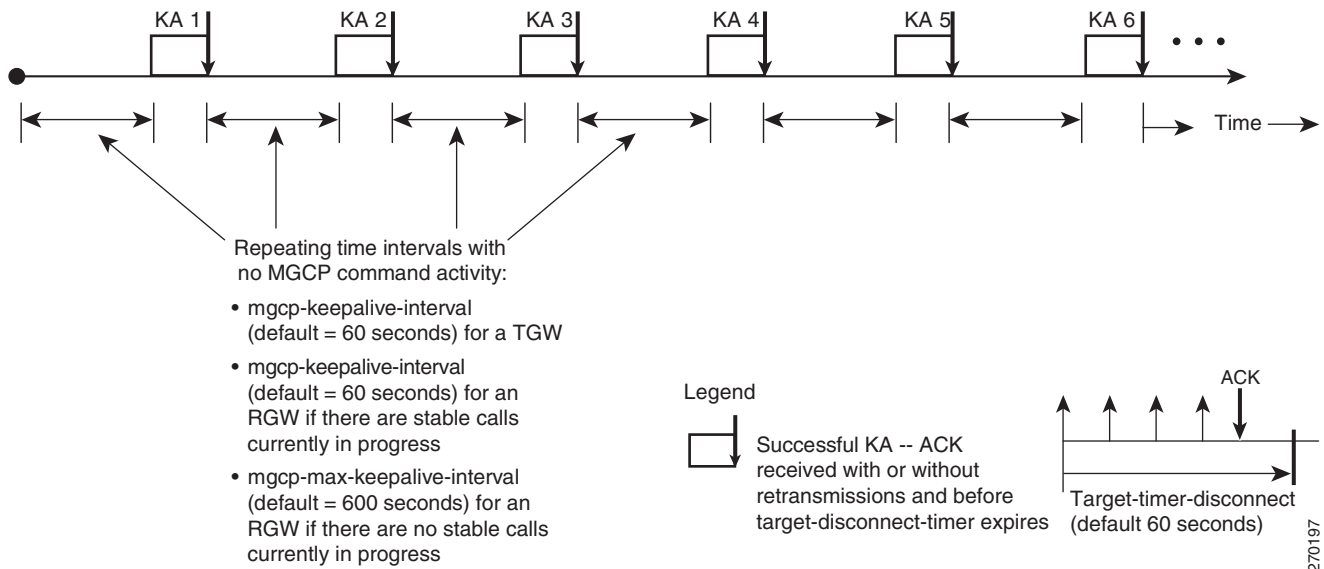 KA 1 KA 2 KA 3 KA 4 KA 5 KA 6
Time
Repeating time intervals with
no MGCP command activity:
• mgcp-keepalive-interval
(default = 60 seconds) for a TGW
• mgcp-keepalive-interval
(default = 60 seconds) for an
RGW if there are stable calls
currently in progress
• mgcp-max-keepalive-interval
(default = 600 seconds) for an
RGW if there are no stable calls
currently in progress
Legend
Successful KA -- ACK
received with or without
retransmissions and before
target-disconnect-timer expires
ACK
Target-timer-disconnect
(default 60 seconds)
270197